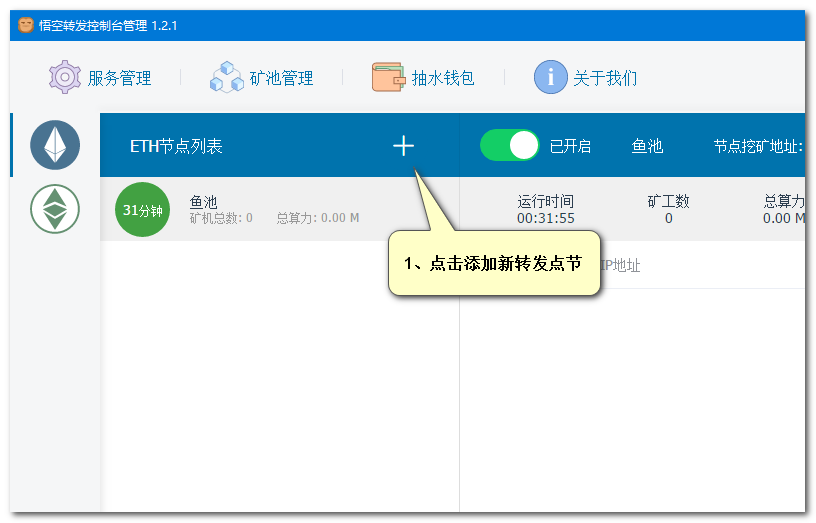 悟空转发控制台管理 1.2.1
服务管理
矿池管理
抽水钱包
关于我们
ETH节点列表
已开启
鱼池
节点挖矿地址:
31分钟
鱼池
矿机总数: 0 总算力: 0.00 M
运行时间
00:31:55
矿工数
0
总算力
0.00 M
1、点击添加新转发点节
IP地址